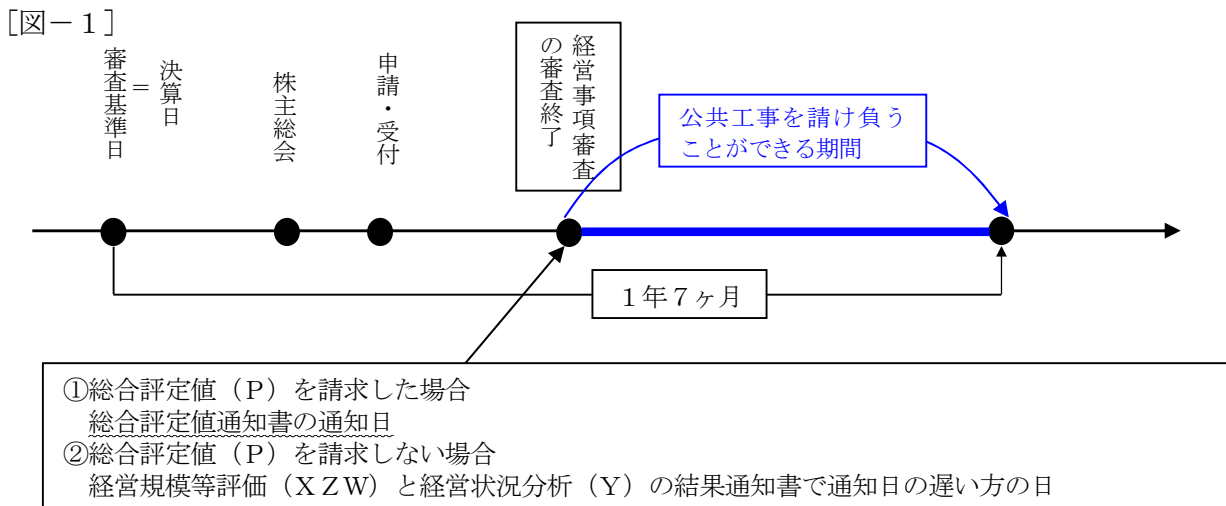 ［図－１］
審査基準日
＝
決算日
株主総会
申請・受付
経営事項審査
の審査終了
公共工事を請け負う
ことができる期間
１年７ヶ月
①総合評定値（Ｐ）を請求した場合
総合評定値通知書の通知日
②総合評定値（Ｐ）を請求しない場合
経営規模等評価（ＸＺＷ）と経営状況分析（Ｙ）の結果通知書で通知日の遅い方の日